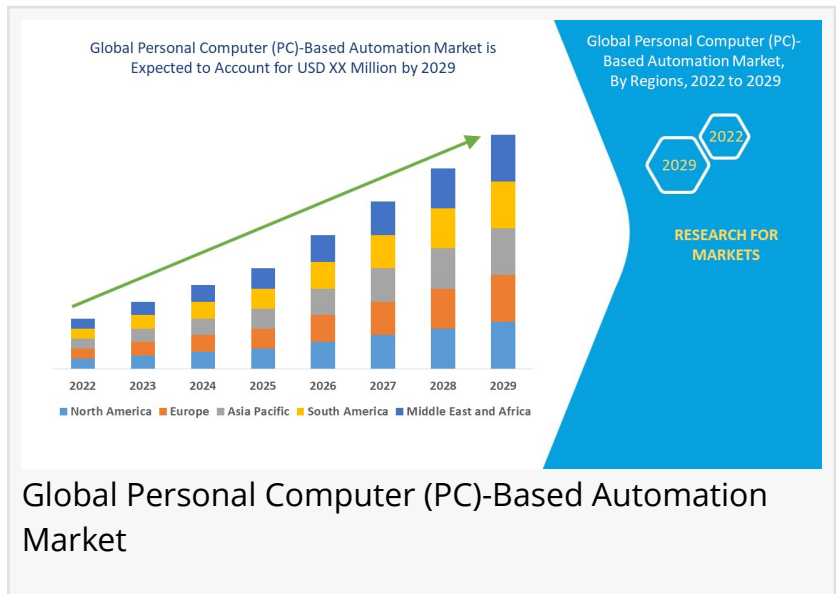 Global Personal Computer (PC)-Based Automation Market is
Expected to Account for USD XX Million by 2029
2022
2023
2024
2025
2026
2027
2028
2029
North America
Europe
Asia Pacific
South America
Middle East and Africa
Global Personal Computer (PC)-
Based Automation Market,
By Regions, 2022 to 2029
2022
2029
RESEARCH FOR
MARKETS
Global Personal Computer (PC)-Based Automation
Market